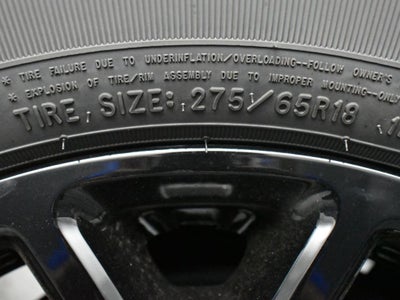 * TIRE FAILURE DUE TO UNDERINFLATION/OVERLOADING--FOLLOW OWNER'S
* EXPLOSION OF TIRE/RIM ASSEMBLY DUE TO IMPROPER MOUNTING--ONLY
TIRE SIZE: 275/65R18